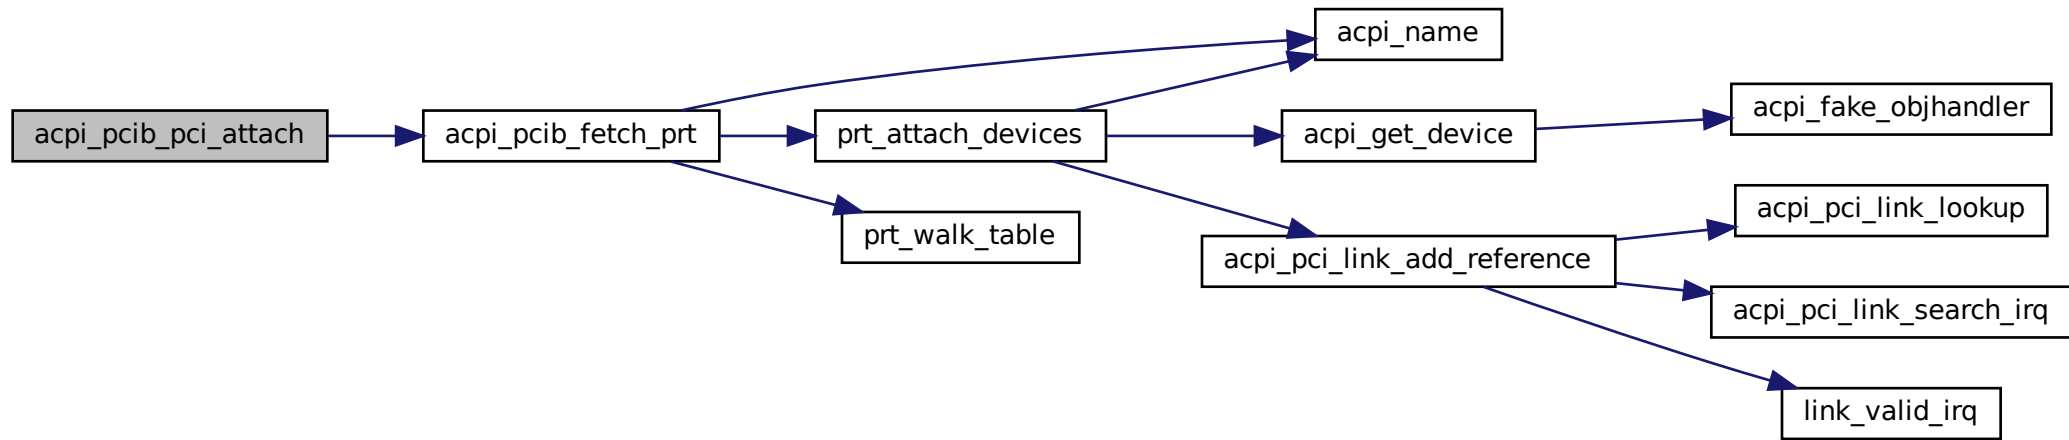 acpi_name
acpi_fake_objhandler
acpi_pcib_pci_attach
acpi_pcib_fetch_prt
prt_attach_devices
acpi_get_device
acpi_pci_link_lookup
prt_walk_table
acpi_pci_link_add_reference
acpi_pci_link_search_irq
link_valid_irq